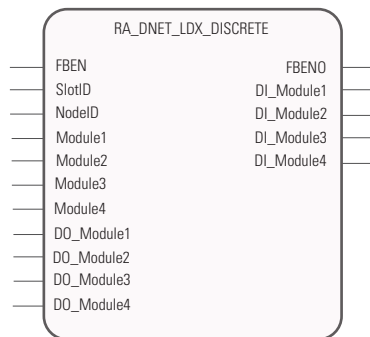 RA_DNET_LDX_DISCRETE
FBEN FBENO
SlotID DI_Module1
NodeID DI_Module2
Module1 DI_Module3
Module2 DI_Module4
Module3
Module4
DO_Module1
DO_Module2
DO_Module3
DO_Module4